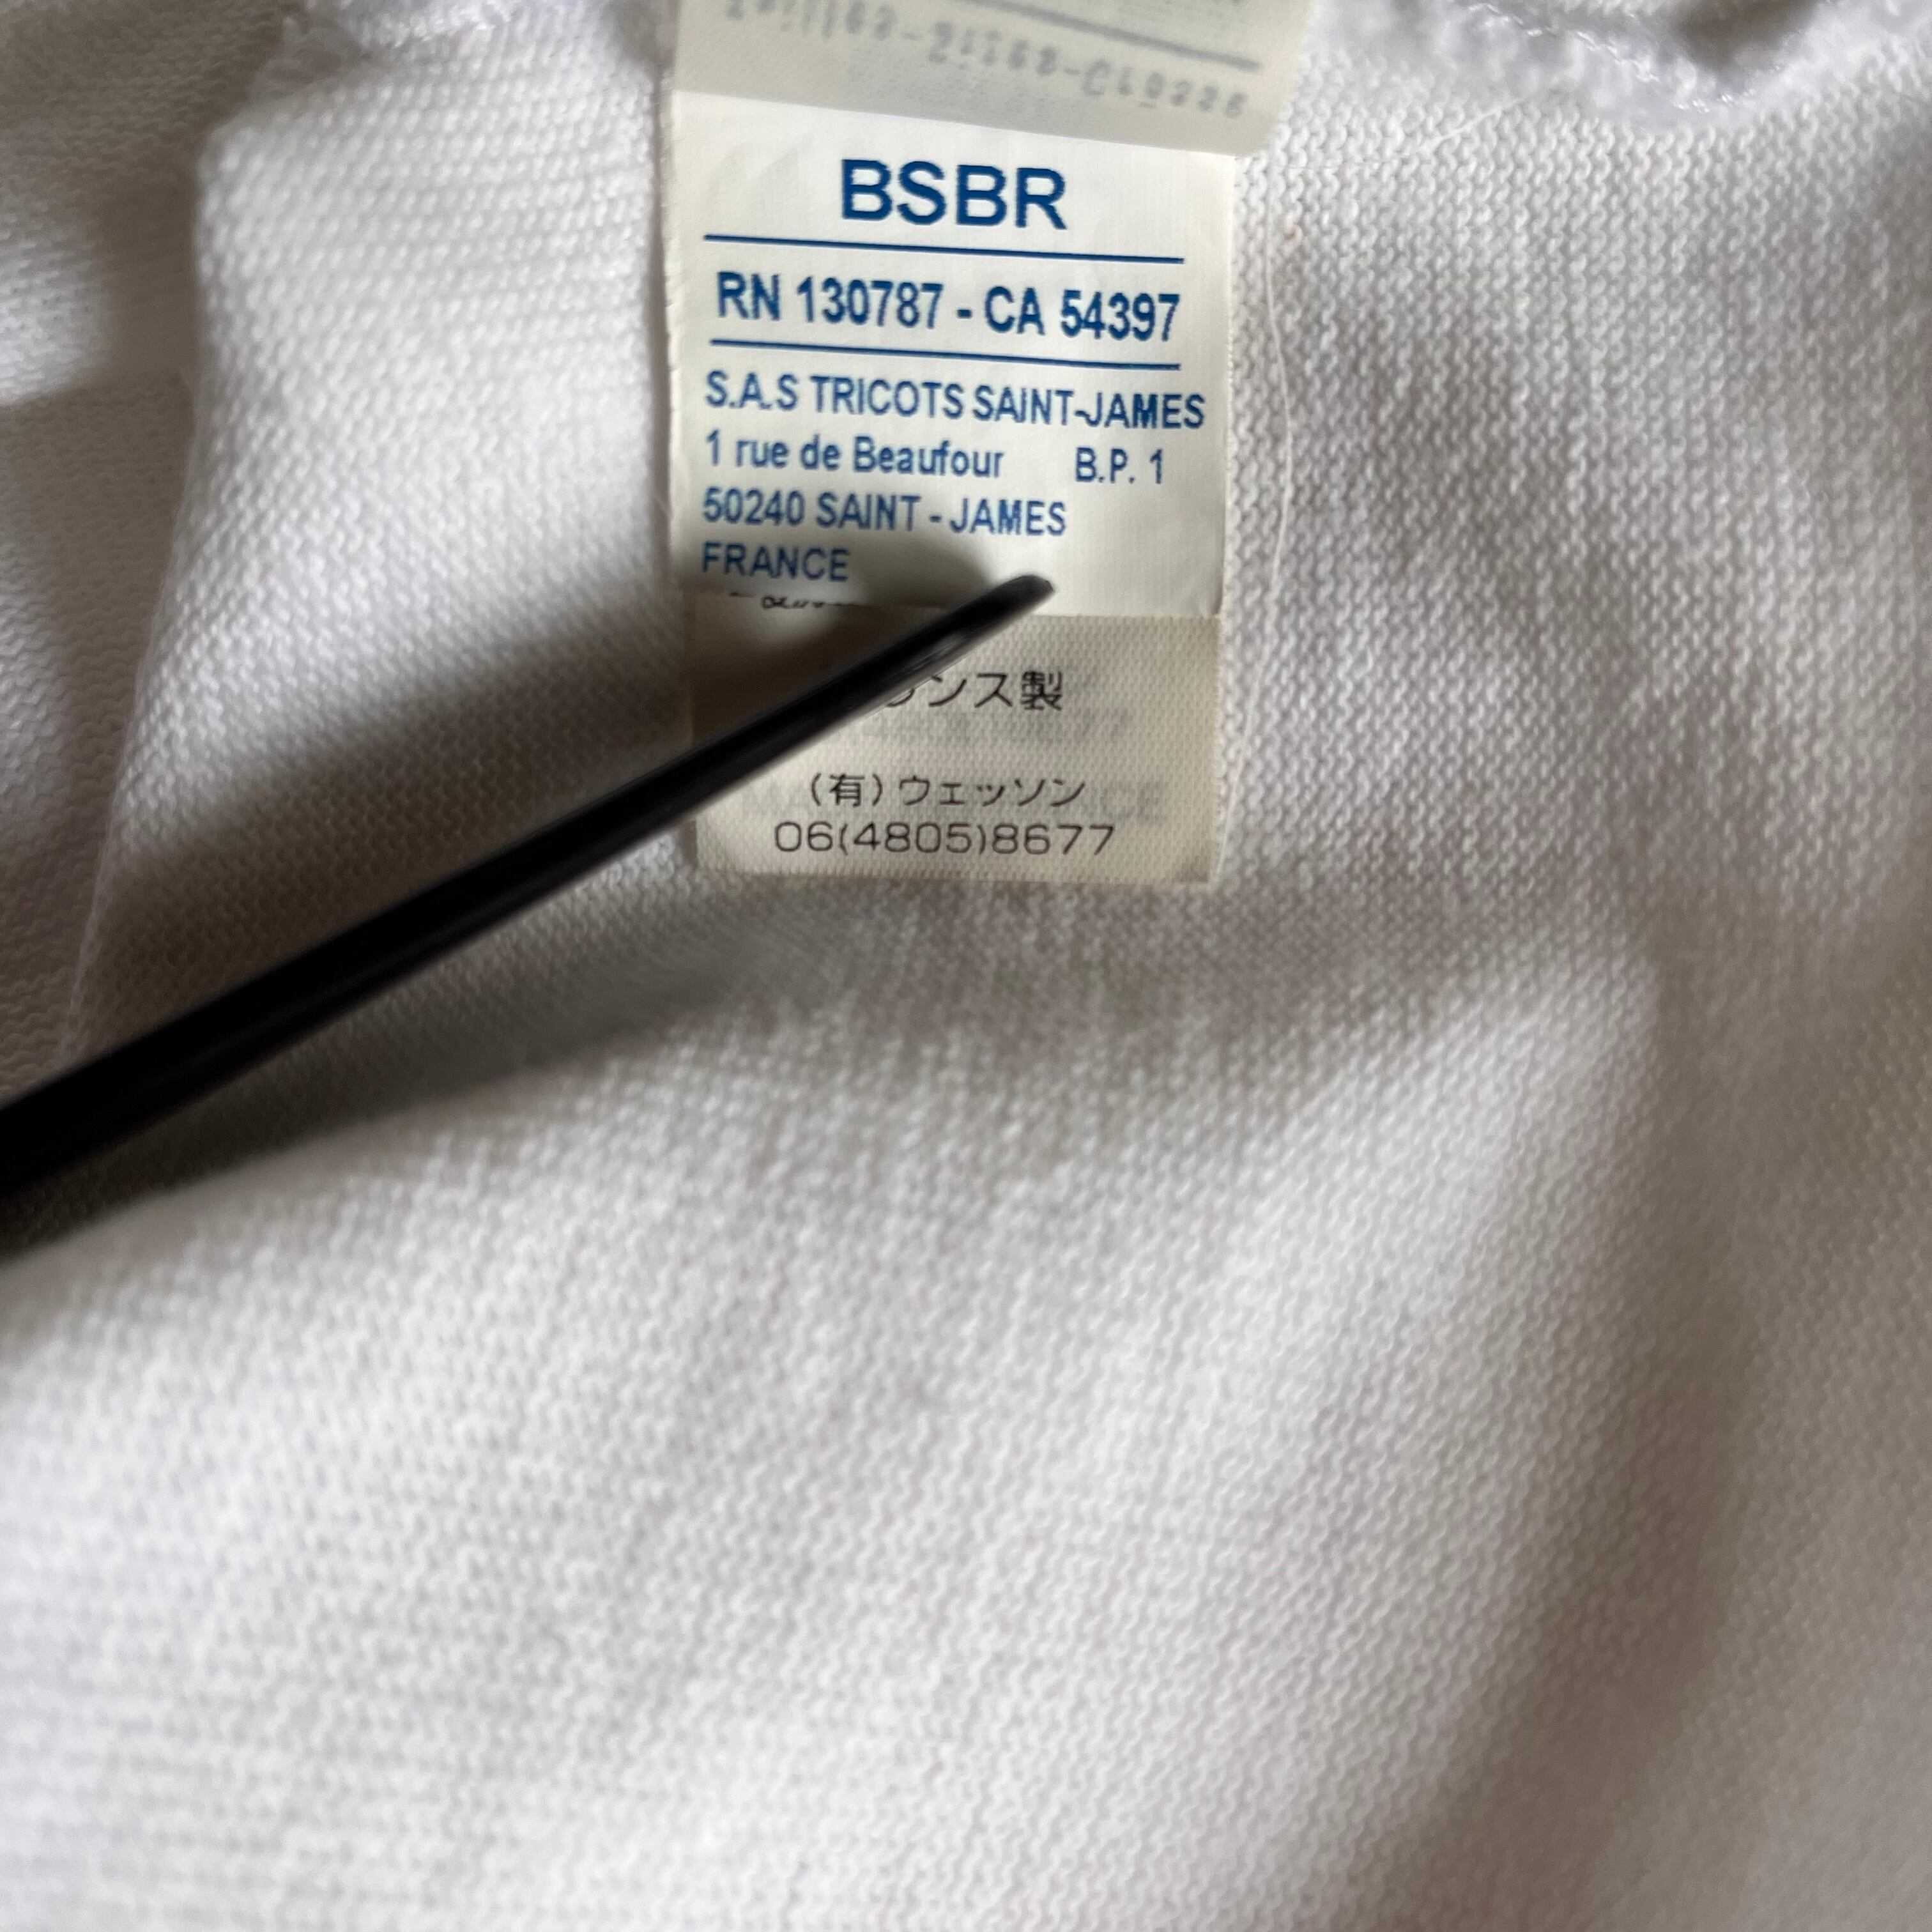 BSBR
RN 130787 - CA 54397
S.A.S TRICOTS SAINT-JAMES
1 rue de Beaufour B.P. 1
50240 SAINT - JAMES
FRANCE
ンス製
(有)ウェッソン
06(4805)8677